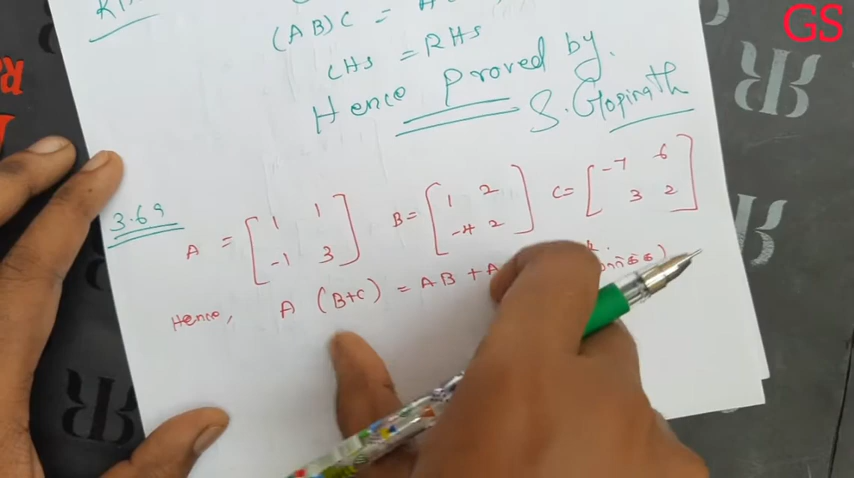 GS
(AB)C =
LHS = RHS
Hence Proved by.
S. Gopinath
3.69
A = [1 1 -1 3] B = [1 2 -4 2] C = [-7 6 3 2]
Hence, A (B+C) = AB + A